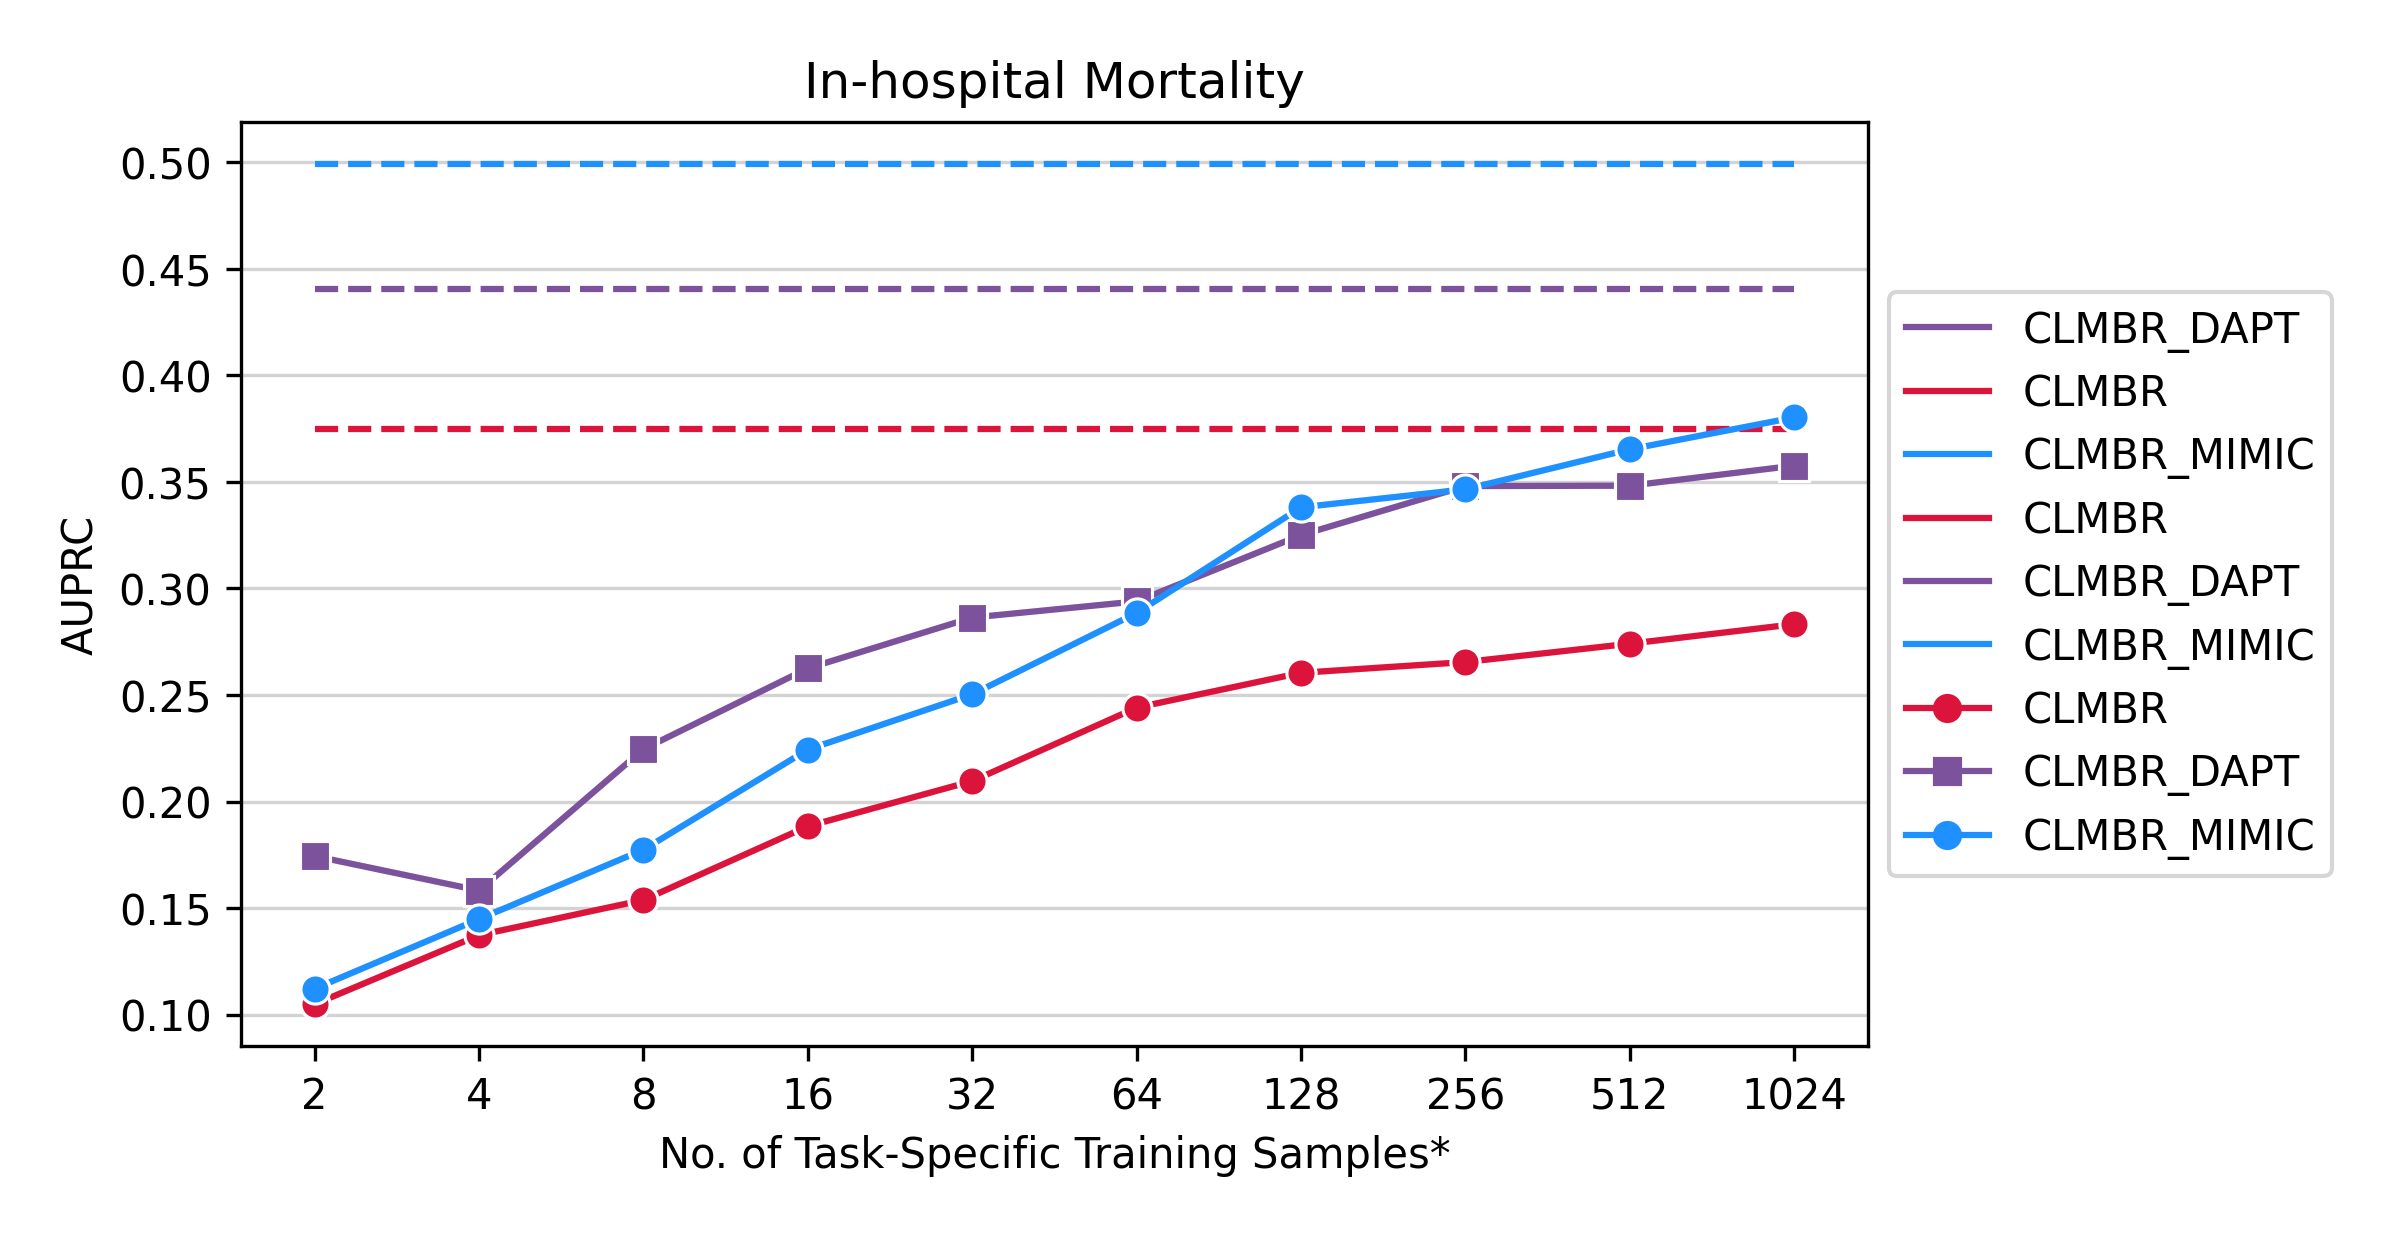 In-hospital Mortality
0.50
0.45
0.40
0.35
0.30
0.25
0.20
0.15
0.10
AUPRC
2 4 8 16 32 64 128 256 512 1024
No. of Task-Specific Training Samples*
CLMBR_DAPT
CLMBR
CLMBR_MIMIC
CLMBR
CLMBR_DAPT
CLMBR_MIMIC
CLMBR
CLMBR_DAPT
CLMBR_MIMIC